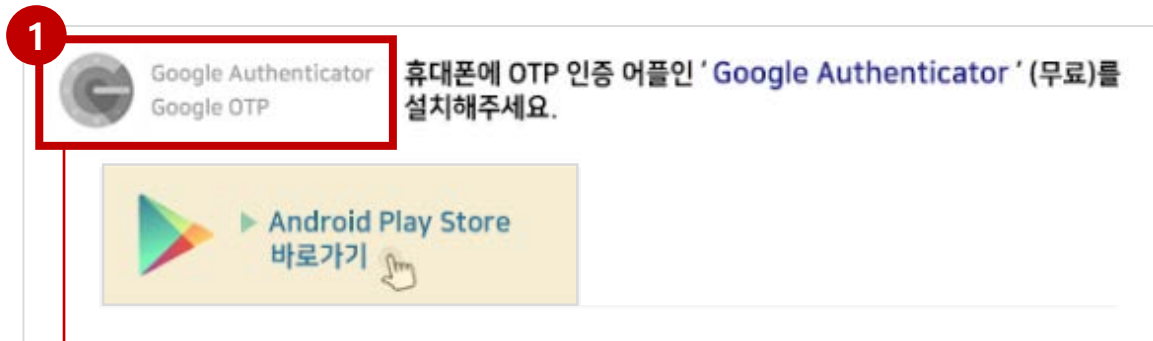 1
Google Authenticator
Google OTP
휴대폰에 OTP 인증 어플인 ‘ Google Authenticator ’ (무료)를
설치해주세요.
▶ Android Play Store
바로가기